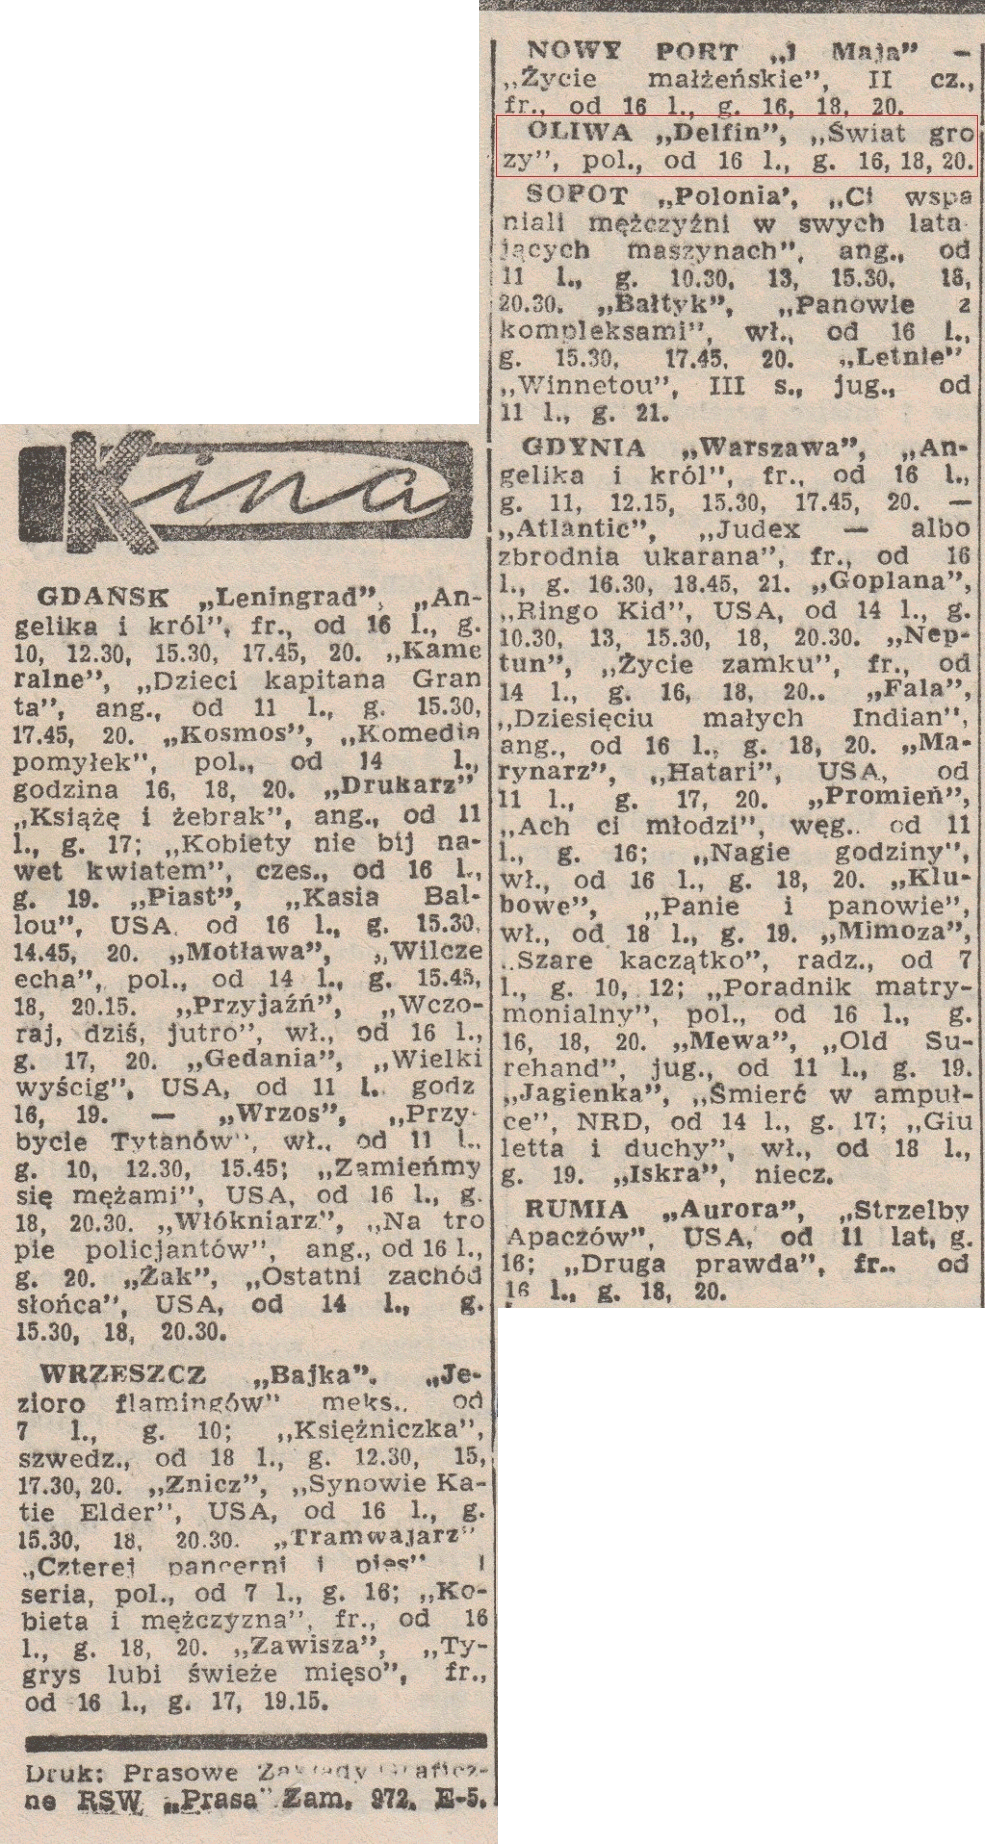 Kina
GDAŃSK „Leningrad”, „An-
gelika i król”, fr., od 16 l., g.
10, 12.30, 15.30, 17.45, 20. „Kame
ralne”, „Dzieci kapitana Gran
ta”, ang., od 11 l., g. 15.30,
17.45, 20. „Kosmos”, „Komedia
pomyłek”, pol., od 14 l.,
godzina 16, 18, 20. „Drukarz”
„Książę i żebrak”, ang., od 11
l., g. 17; „Kobiety nie bij na-
wet kwiatem”, czes., od 16 l.,
g. 19. „Piast”, „Kasia Bal-
lou”, USA, od 16 l., g. 15.30,
14.45, 20. „Motława”, „Wilcze
echa”, pol., od 14 l., g. 15.45,
18, 20.15. „Przyjaźń”, „Wczo-
raj, dziś, jutro”, wł., od 16 l.,
g. 17, 20. „Gedania”, „Wielki
wyścig”, USA, od 11 l. godz
16, 19. — „Wrzos”, „Przy-
bycie Tytanów”, wł., od 11 l.,
g. 10, 12.30, 15.45; „Zamieńmy
się mężami”, USA, od 16 l., g.
18, 20.30. „Włókniarz”, „Na tro
pie policjantów”, ang., od 16 l.,
g. 20. „Żak”, „Ostatni zachód
słońca”, USA, od 14 l., g.
15.30, 18, 20.30.
WRZESZCZ „Bajka”, „Je-
zioro flamingów” meks., od
7 l., g. 10; „Księżniczka”,
szwedz., od 18 l., g. 12.30, 15,
17.30, 20. „Znicz”, „Synowie Ka-
tie Elder”, USA, od 16 l., g.
15.30, 18, 20.30. „Tramwajarz”
„Czterej pancerni i pies” I
seria, pol., od 7 l., g. 16; „Ko-
bieta i mężczyzna”, fr., od 16
l., g. 18, 20. „Zawisza”, „Ty-
grys lubi świeże mięso”, fr.,
od 16 l., g. 17, 19.15.
Druk: Prasowe Zakłady Graficz-
ne RSW „Prasa” Zam. 972. E-5.
NOWY PORT „1 Maja” –
„Życie małżeńskie”, II cz.,
fr., od 16 l., g. 16, 18, 20.
OLIWA „Delfin”, „Świat gro
zy”, pol., od 16 l., g. 16, 18, 20.
SOPOT „Polonia’, „Ci wspa
niali mężczyźni w swych lata-
jących maszynach”, ang., od
11 l., g. 10.30, 13, 15.30, 18,
20.30. „Bałtyk”, „Panowie z
kompleksami”, wł., od 16 l.,
g. 15.30, 17.45, 20. „Letnie”
„Winnetou”, III s., jug., od
11 l., g. 21.
GDYNIA „Warszawa”, „An-
gelika i król”, fr., od 16 l.,
g. 11, 12.15, 15.30, 17.45, 20. —
„Atlantic”, „Judex — albo
zbrodnia ukarana”, fr., od 16
l., g. 16.30, 18.45, 21. „Goplana”,
„Ringo Kid”, USA, od 14 l., g.
10.30, 13, 15.30, 18, 20.30. „Nep-
tun”, „Życie zamku”, fr., od
14 l., g. 16, 18, 20.. „Fala”,
„Dziesięciu małych Indian”,
ang., od 16 l., g. 18, 20. „Ma-
rynarz”, „Hatari”, USA, od
11 l., g. 17, 20. „Promień”,
„Ach ci młodzi”, węg.. od 11
l., g. 16; „Nagie godziny”,
wł., od 16 l., g. 18, 20. „Klu-
bowe”, „Panie i panowie”,
wł., od 18 l., g. 19. „Mimoza”,
„Szare kaczątko”, radz., od 7
l., g. 10, 12; „Poradnik matry-
monialny”, pol., od 16 l., g.
16, 18, 20. „Mewa”, „Old Su-
rehand”, jug., od 11 l., g. 19.
„Jagienka”, „Śmierć w ampuł-
ce”, NRD, od 14 l., g. 17; „Giu
letta i duchy”, wł., od 18 l.,
g. 19. „Iskra”, niecz.
RUMIA „Aurora”, „Strzelby
Apaczów”, USA, od 11 lat, g.
16; „Druga prawda”, fr., od
16 l., g. 18, 20.